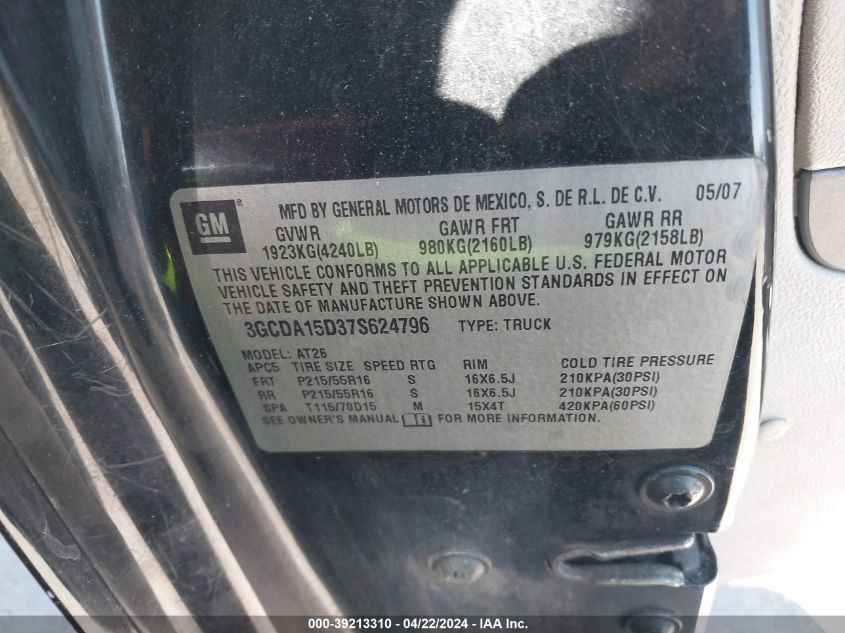 GM ® MFD BY GENERAL MOTORS DE MEXICO, S. DE R.L. DE C.V. 05/07
GVWR GAWR FRT GAWR RR
1923KG(4240LB) 980KG(2160LB) 979KG(2158LB)
THIS VEHICLE CONFORMS TO ALL APPLICABLE U.S. FEDERAL MOTOR
VEHICLE SAFETY AND THEFT PREVENTION STANDARDS IN EFFECT ON
THE DATE OF MANUFACTURE SHOWN ABOVE.
3GCDA15D37S624796 TYPE: TRUCK
MODEL: AT26
APC5 TIRE SIZE SPEED RTG RIM COLD TIRE PRESSURE
FRT P215/55R16 S 16X6.5J 210KPA(30PSI)
RR P215/55R16 S 16X6.5J 210KPA(30PSI)
SPA T115/70D15 M 15X4T 420KPA(60PSI)
SEE OWNER'S MANUAL FOR MORE INFORMATION.
000-39213310 - 04/22/2024 - IAA Inc.